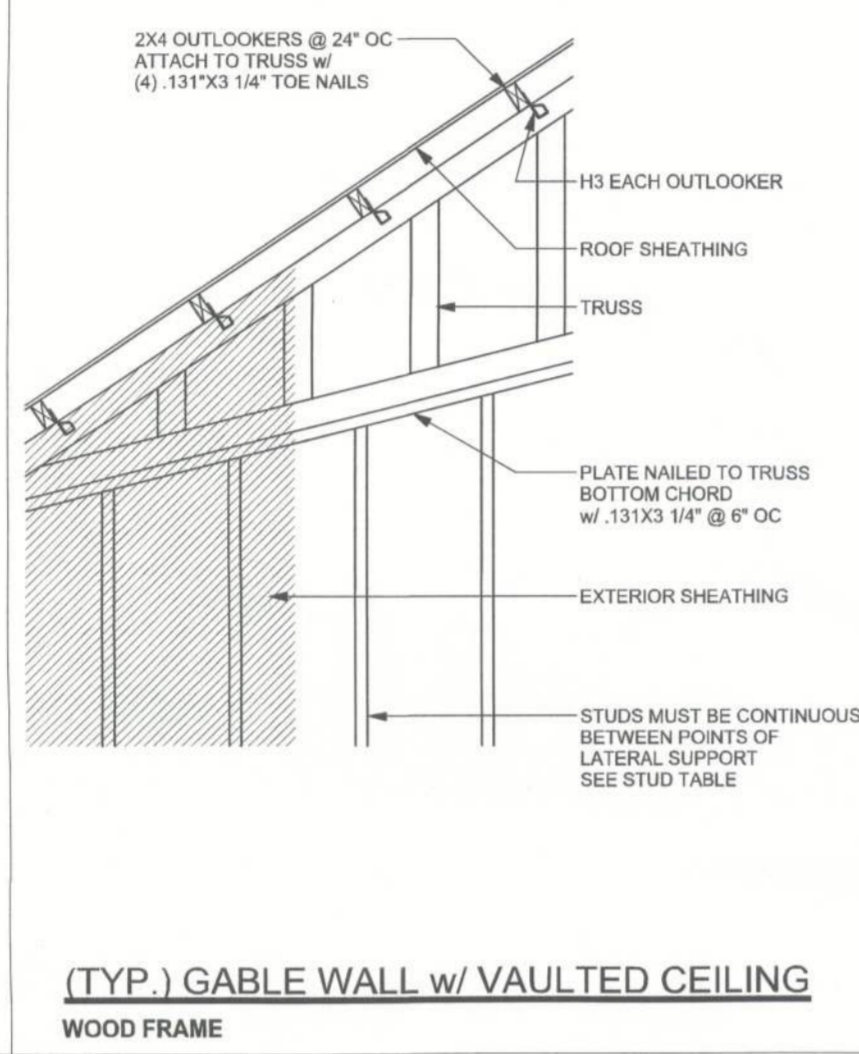 2X4 OUTLOOKERS @ 24" OC
ATTACH TO TRUSS w/
(4) .131"X3 1/4" TOE NAILS
H3 EACH OUTLOOKER
ROOF SHEATHING
TRUSS
PLATE NAILED TO TRUSS
BOTTOM CHORD
w/ .131X3 1/4" @ 6" OC
EXTERIOR SHEATHING
STUDS MUST BE CONTINUOUS
BETWEEN POINTS OF
LATERAL SUPPORT
SEE STUD TABLE
(TYP.) GABLE WALL w/ VAULTED CEILING
WOOD FRAME